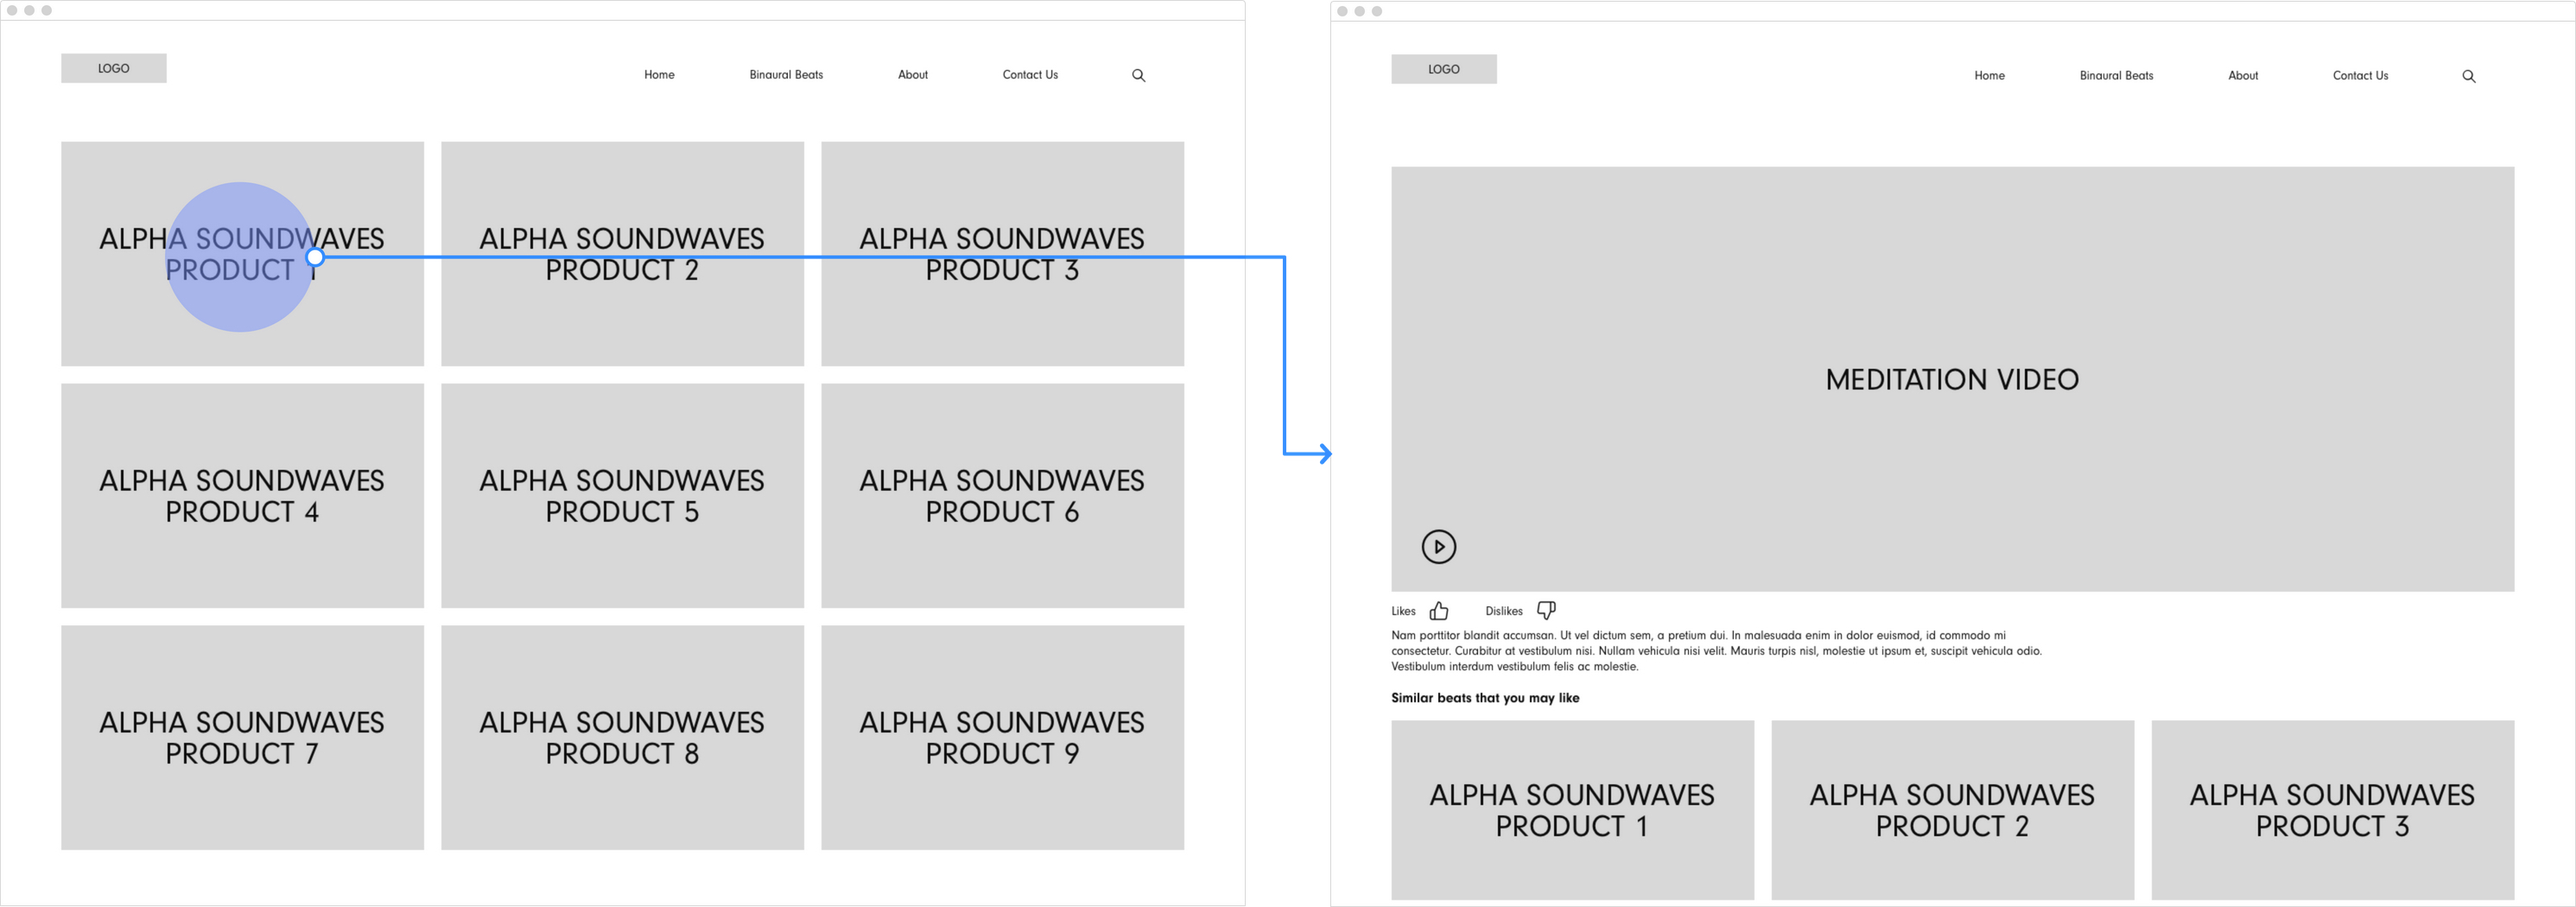 LOGO
Home
Binaural Beats
About
Contact Us
ALPHA SOUNDWAVES
PRODUCT 1
ALPHA SOUNDWAVES
PRODUCT 2
ALPHA SOUNDWAVES
PRODUCT 3
ALPHA SOUNDWAVES
PRODUCT 4
ALPHA SOUNDWAVES
PRODUCT 5
ALPHA SOUNDWAVES
PRODUCT 6
ALPHA SOUNDWAVES
PRODUCT 7
ALPHA SOUNDWAVES
PRODUCT 8
ALPHA SOUNDWAVES
PRODUCT 9
LOGO
Home
Binaural Beats
About
Contact Us
MEDITATION VIDEO
Likes
Dislikes
Nam porttitor blandit accumsan. Ut vel dictum sem, a pretium dui. In malesuada enim in dolor euismod, id commodo mi
consectetur. Curabitur at vestibulum nisi. Nullam vehicula nisi velit. Mauris turpis nisl, molestie ut ipsum et, suscipit vehicula odio.
Vestibulum interdum vestibulum felis ac molestie.
Similar beats that you may like
ALPHA SOUNDWAVES
PRODUCT 1
ALPHA SOUNDWAVES
PRODUCT 2
ALPHA SOUNDWAVES
PRODUCT 3